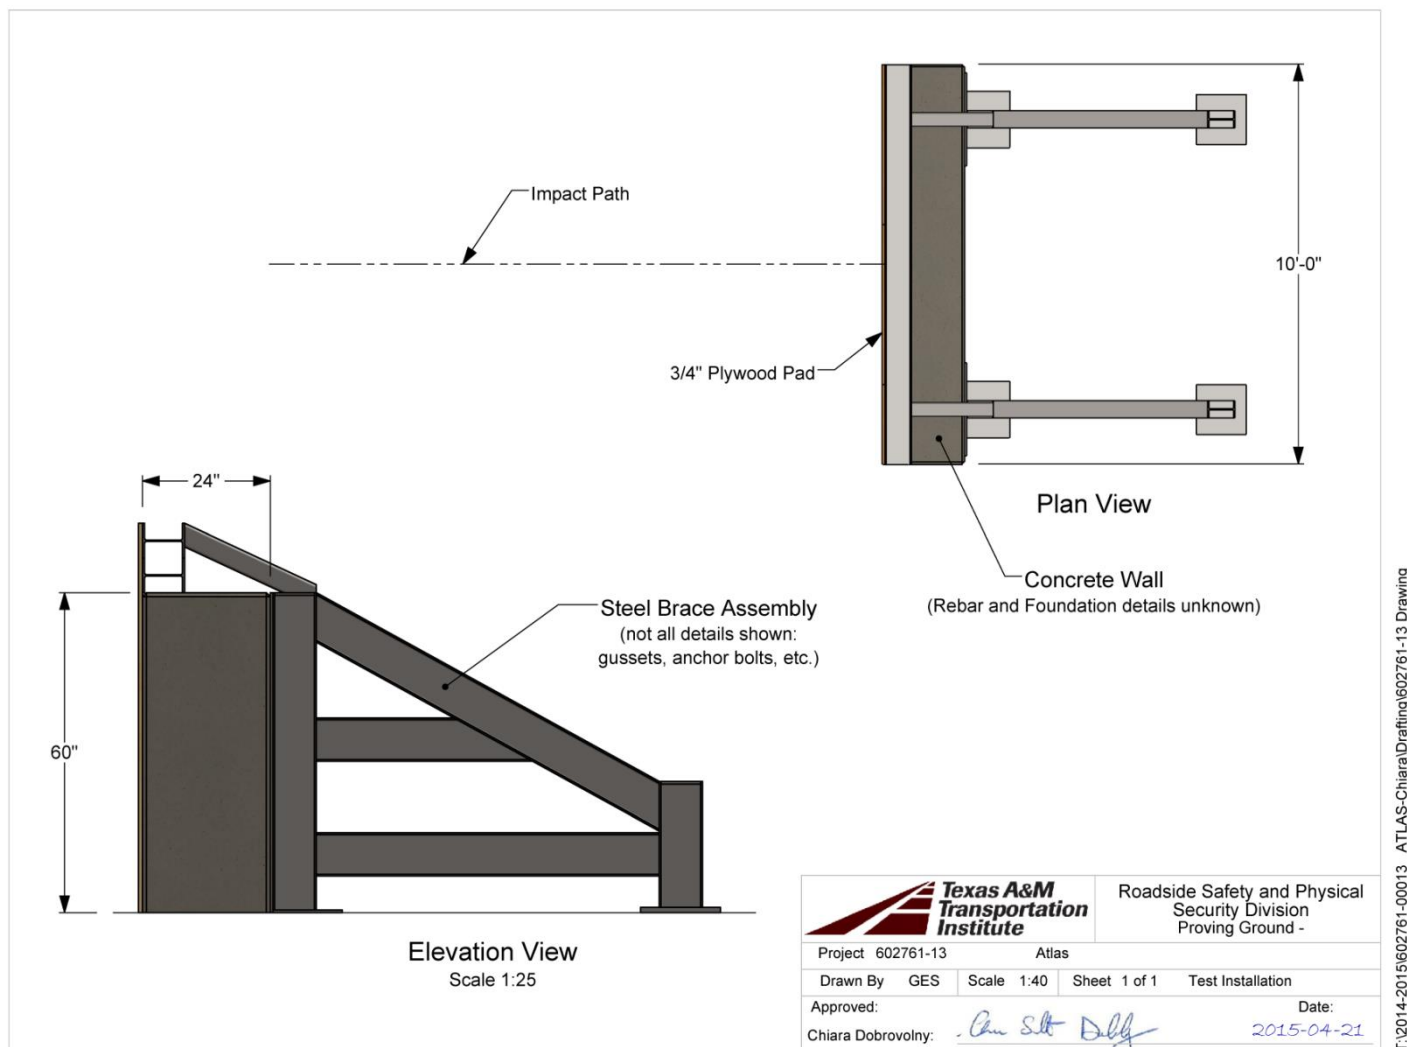 Impact Path
10'-0"
3/4" Plywood Pad
Plan View
24"
Concrete Wall
(Rebar and Foundation details unknown)
Steel Brace Assembly
(not all details shown:
gussets, anchor bolts, etc.)
60"
Elevation View
Scale 1:25
Texas A&M
Transportation
Institute
Roadside Safety and Physical
Security Division
Proving Ground -
Project 602761-13 Atlas
Drawn By GES Scale 1:40 Sheet 1 of 1 Test Installation
Approved:
Chiara Dobrovolny:
Date:
2015-04-21
T:\2014-2015\602761-00013 ATLAS-Chiara\Drafting\602761-13 Drawing